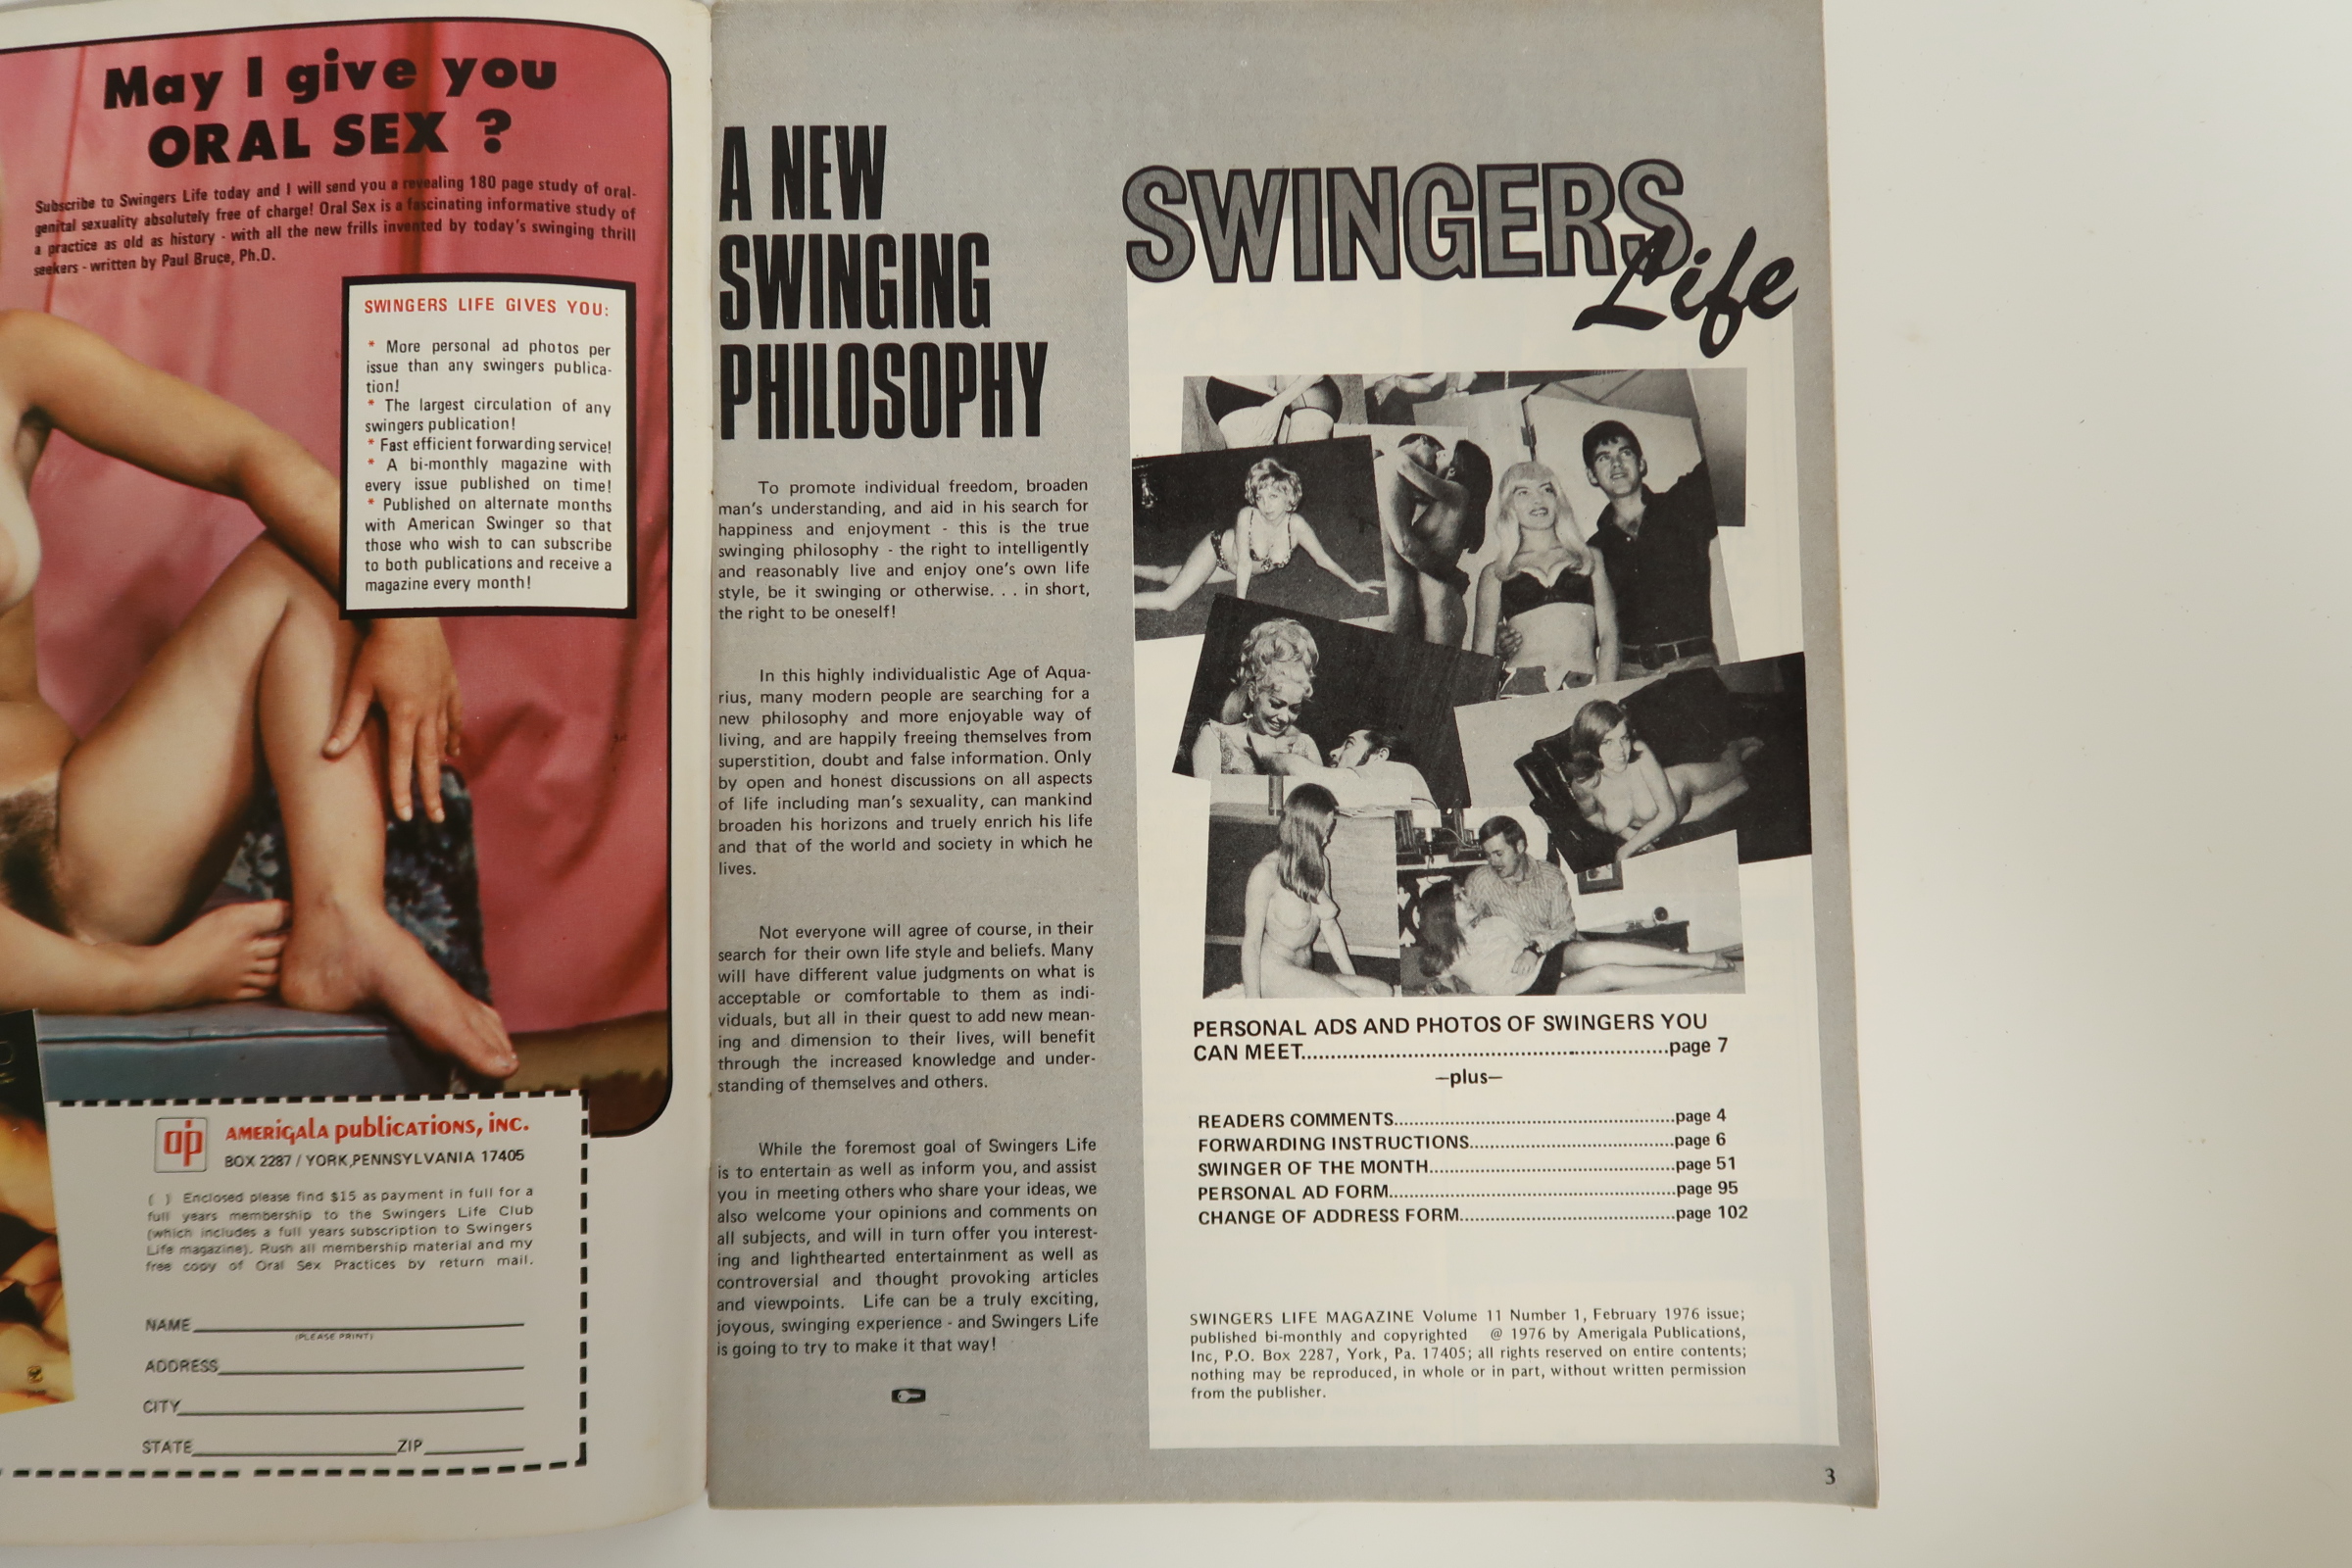 May I give you
ORAL SEX ?
Subscribe to Swingers Life today and I will send you a revealing 180 page study of oral-
genital sexuality absolutely free of charge! Oral Sex is a fascinating informative study of
a practice as old as history - with all the new frills invented by today's swinging thrill
seekers - written by Paul Bruce, Ph.D.
SWINGERS LIFE GIVES YOU:
* More personal ad photos per
issue than any swingers publica-
tion!
* The largest circulation of any
swingers publication!
* Fast efficient forwarding service!
* A bi-monthly magazine with
every issue published on time!
* Published on alternate months
with American Swinger so that
those who wish to can subscribe
to both publications and receive a
magazine every month!
ap
AMERIGALA publicATIONS, INC.
BOX 2287 / YORK,PENNSYLVANIA 17405
( ) Enclosed please find $15 as payment in full for a
full years membership to the Swingers Life Club
(which includes a full years subscription to Swingers
Life magazine). Rush all membership material and my
free copy of Oral Sex Practices by return mail.
NAME
(PLEASE PRINT)
ADDRESS
CITY
STATE ZIP
A NEW
SWINGING
PHILOSOPHY
To promote individual freedom, broaden
man's understanding, and aid in his search for
happiness and enjoyment - this is the true
swinging philosophy - the right to intelligently
and reasonably live and enjoy one's own life
style, be it swinging or otherwise. . . in short,
the right to be oneself!
In this highly individualistic Age of Aqua-
rius, many modern people are searching for a
new philosophy and more enjoyable way of
living, and are happily freeing themselves from
superstition, doubt and false information. Only
by open and honest discussions on all aspects
of life including man's sexuality, can mankind
broaden his horizons and truely enrich his life
and that of the world and society in which he
lives.
Not everyone will agree of course, in their
search for their own life style and beliefs. Many
will have different value judgments on what is
acceptable or comfortable to them as indi-
viduals, but all in their quest to add new mean-
ing and dimension to their lives, will benefit
through the increased knowledge and under-
standing of themselves and others.
While the foremost goal of Swingers Life
is to entertain as well as inform you, and assist
you in meeting others who share your ideas, we
also welcome your opinions and comments on
all subjects, and will in turn offer you interest-
ing and lighthearted entertainment as well as
controversial and thought provoking articles
and viewpoints. Life can be a truly exciting,
joyous, swinging experience - and Swingers Life
is going to try to make it that way!
SWINGERS
Life
PERSONAL ADS AND PHOTOS OF SWINGERS YOU
CAN MEET..........page 7
—plus—
READERS COMMENTS..........page 4
FORWARDING INSTRUCTIONS..........page 6
SWINGER OF THE MONTH..........page 51
PERSONAL AD FORM..........page 95
CHANGE OF ADDRESS FORM..........page 102
SWINGERS LIFE MAGAZINE Volume 11 Number 1, February 1976 issue;
published bi-monthly and copyrighted @ 1976 by Amerigala Publications,
Inc, P.O. Box 2287, York, Pa. 17405; all rights reserved on entire contents;
nothing may be reproduced, in whole or in part, without written permission
from the publisher.
3